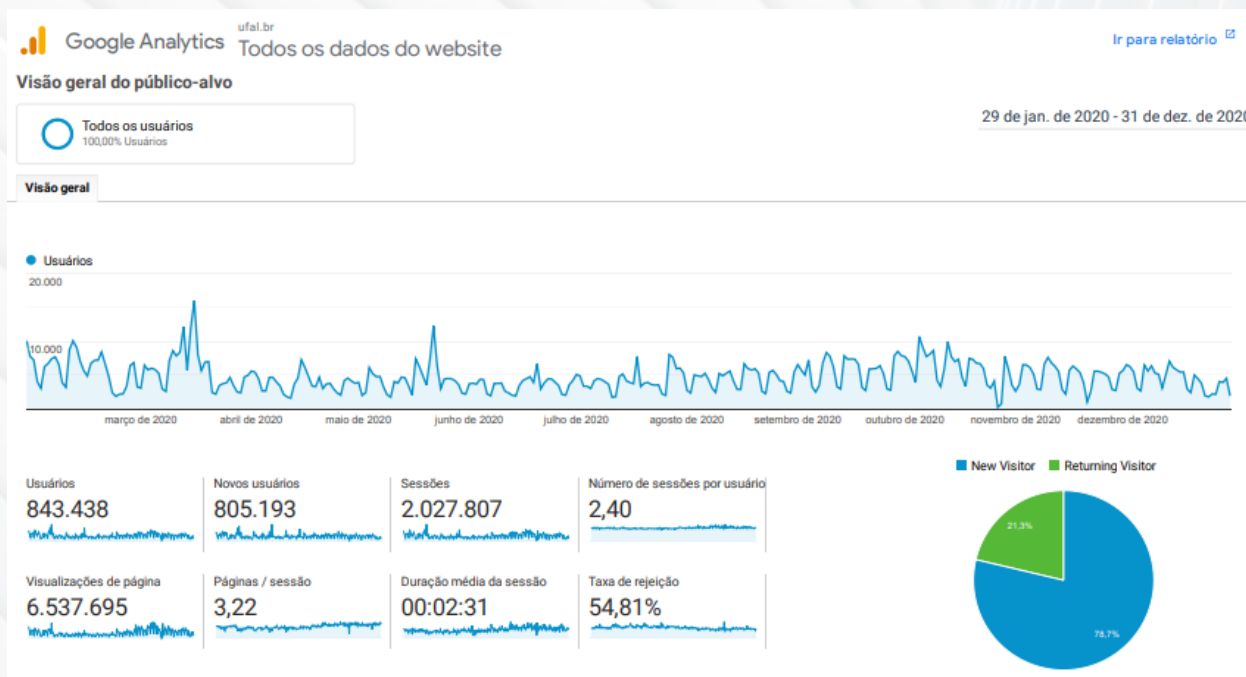 ufal.br
Google Analytics Todos os dados do website
Ir para relatório
Visão geral do público-alvo
Todos os usuários
100,00% Usuários
29 de jan. de 2020 - 31 de dez. de 2020
Visão geral
Usuários
20.000
10.000
março de 2020 abril de 2020 maio de 2020 junho de 2020 julho de 2020 agosto de 2020 setembro de 2020 outubro de 2020 novembro de 2020 dezembro de 2020
New Visitor Returning Visitor
Usuários Novos usuários Sessões Número de sessões por usuário
843.438 805.193 2.027.807 2,40
Visualizações de página Páginas / sessão Duração média da sessão Taxa de rejeição
6.537.695 3,22 00:02:31 54,81%
21,3%
78,7%